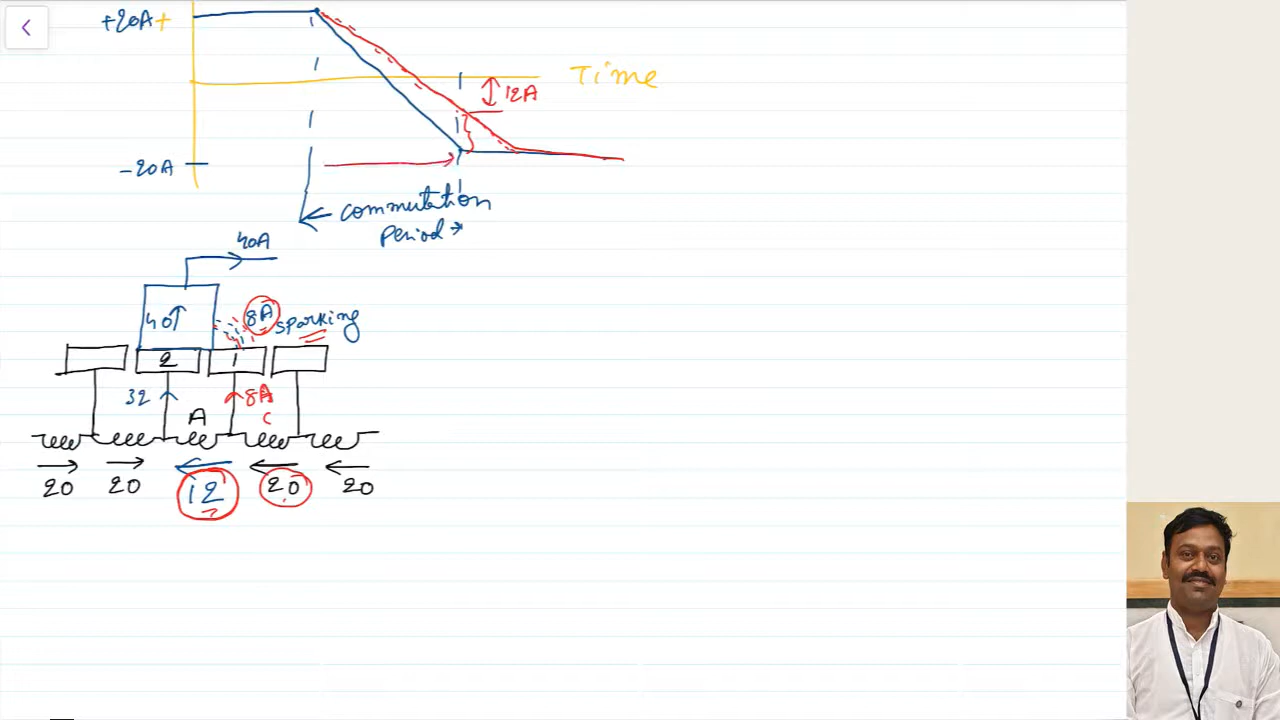 +20A+
Time
12A
-20A
commutation
period
40A
40↑
8A
sparking
2 1
32 8A
A C
20 20 12 20 20